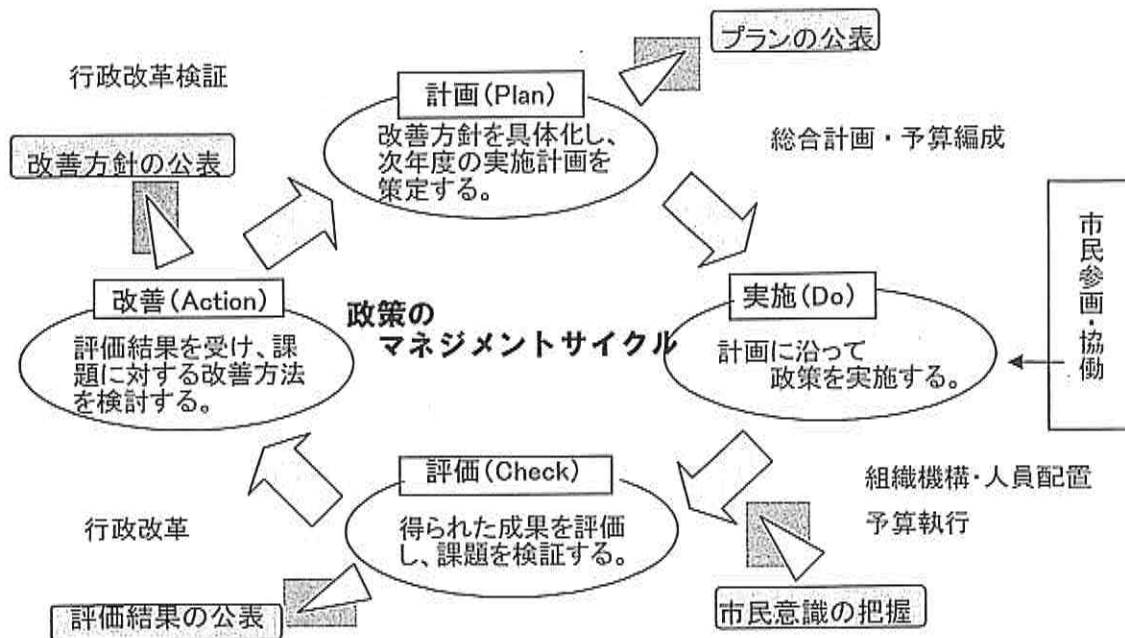 プランの公表
行政改革検証
計画(Plan)
改善方針を具体化し、
次年度の実施計画を
策定する。
総合計画・予算編成
改善方針の公表
市民参画・協働
改善(Action)
評価結果を受け、課
題に対する改善方法
を検討する。
政策の
マネジメントサイクル
実施(Do)
計画に沿って
政策を実施する。
評価(Check)
得られた成果を評価
し、課題を検証する。
組織機構・人員配置
予算執行
行政改革
評価結果の公表
市民意識の把握